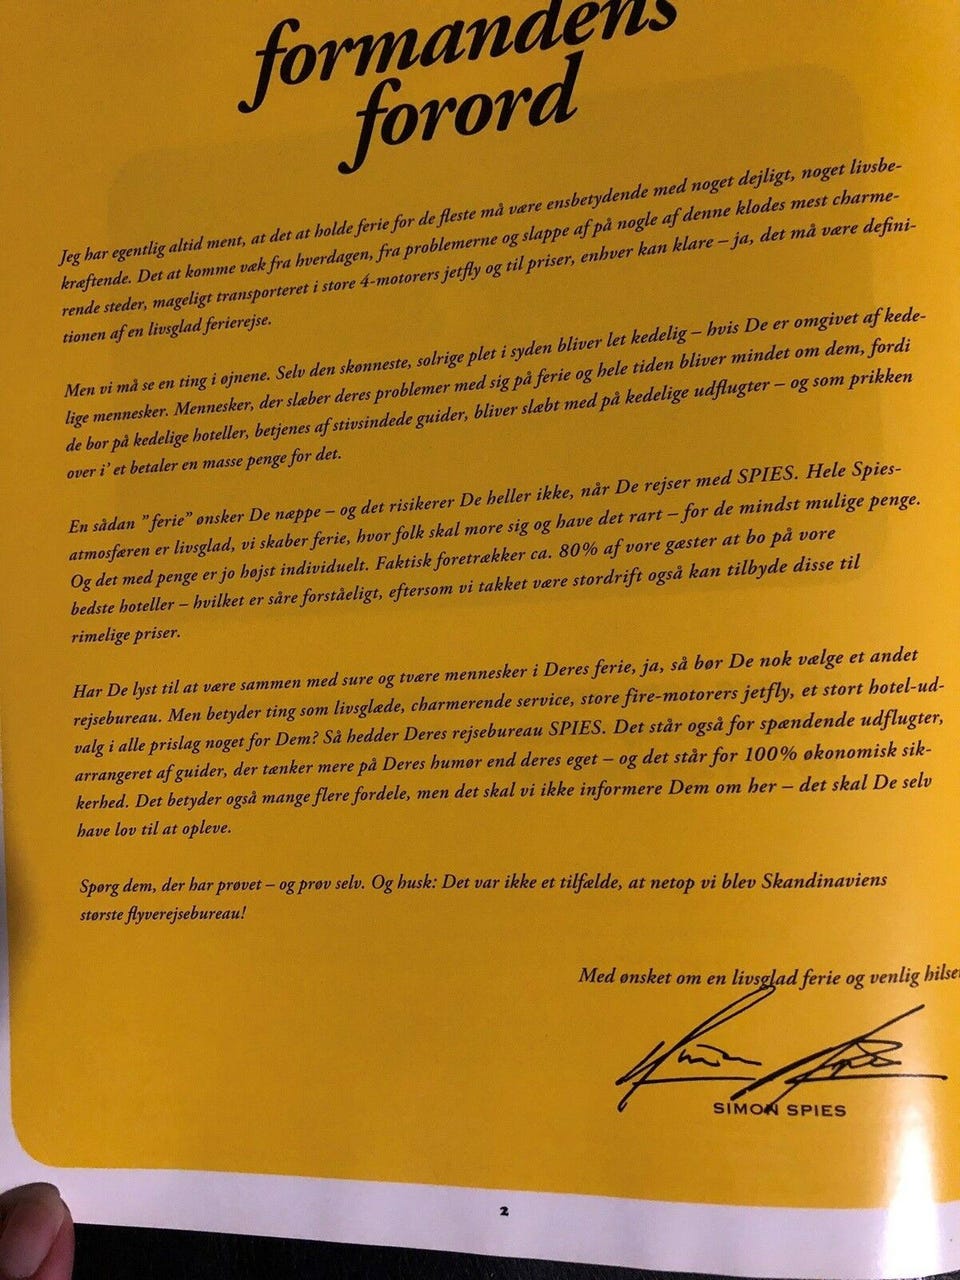 formandens
forord
Jeg har egentlig altid ment, at det at holde ferie for de fleste må være ensbetydende med noget dejligt, noget livsbe-
kræftende. Det at komme væk fra hverdagen, fra problemerne og slappe af på nogle af denne klodes mest charme-
rende steder, mageligt transporteret i store 4-motorers jetfly og til priser, enhver kan klare – ja, det må være defini-
tionen af en livsglad ferierejse.
Men vi må se en ting i øjnene. Selv den skønneste, solrige plet i syden bliver let kedelig – hvis De er omgivet af kede-
lige mennesker. Mennesker, der slæber deres problemer med sig på ferie og hele tiden bliver mindet om dem, fordi
de bor på kedelige hoteller, betjenes af stivsindede guider, bliver slæbt med på kedelige udflugter – og som prikken
over i' et betaler en masse penge for det.
En sådan ”ferie” ønsker De næppe – og det risikerer De heller ikke, når De rejser med SPIES. Hele Spies-
atmosfæren er livsglad, vi skaber ferie, hvor folk skal more sig og have det rart – for de mindst mulige penge.
Og det med penge er jo højst individuelt. Faktisk foretrækker ca. 80% af vore gæster at bo på vore
bedste hoteller – hvilket er såre forståeligt, eftersom vi takket være stordrift også kan tilbyde disse til
rimelige priser.
Har De lyst til at være sammen med sure og tvære mennesker i Deres ferie, ja, så bør De nok vælge et andet
rejsebureau. Men betyder ting som livsglæde, charmerende service, store fire-motorers jetfly, et stort hotel-ud-
valg i alle prislag noget for Dem? Så hedder Deres rejsebureau SPIES. Det står også for spændende udflugter,
arrangeret af guider, der tænker mere på Deres humør end deres eget – og det står for 100% økonomisk sik-
kerhed. Det betyder også mange flere fordele, men det skal vi ikke informere Dem om her – det skal De selv
have lov til at opleve.
Spørg dem, der har prøvet – og prøv selv. Og husk: Det var ikke et tilfælde, at netop vi blev Skandinaviens
største flyverejsebureau!
Med ønsket om en livsglad ferie og venlig hilse
Simon Spies
SIMON SPIES
2